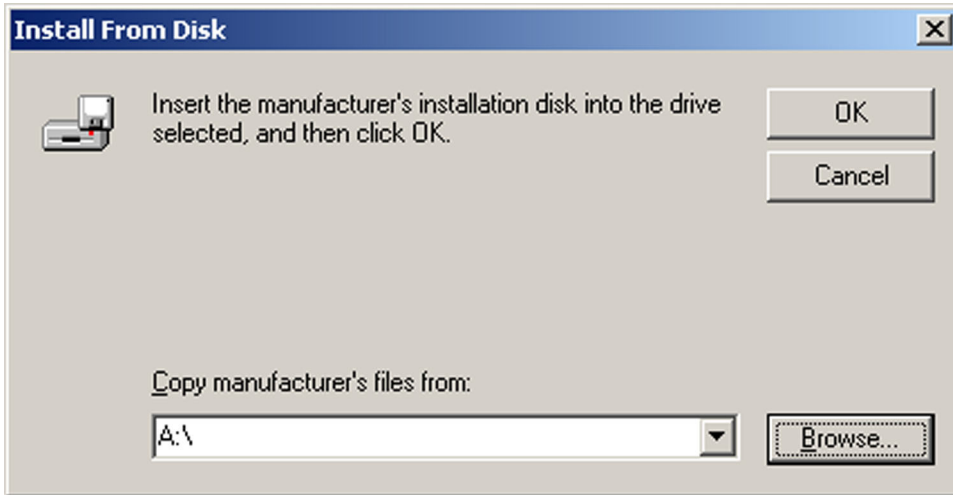 Install From Disk
Insert the manufacturer's installation disk into the drive
selected, and then click OK.
OK
Cancel
Copy manufacturer's files from:
A:\
Browse...